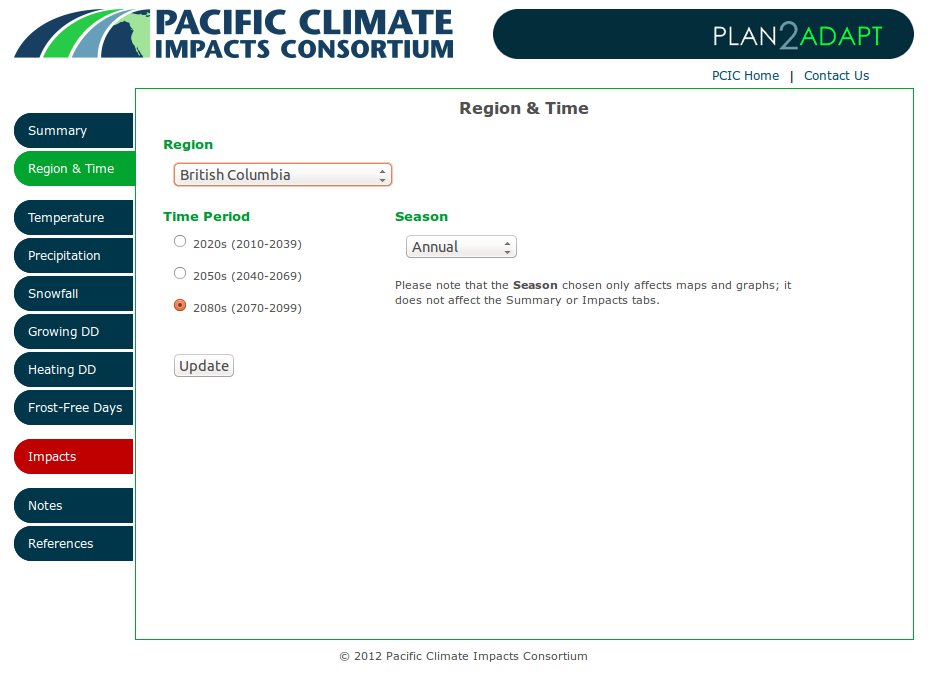 PACIFIC CLIMATE
IMPACTS CONSORTIUM
PLAN2ADAPT
PCIC Home | Contact Us
Summary
Region & Time
Temperature
Precipitation
Snowfall
Growing DD
Heating DD
Frost-Free Days
Impacts
Notes
References
Region & Time
Region
British Columbia
Time Period
2020s (2010-2039)
2050s (2040-2069)
2080s (2070-2099)
Season
Annual
Please note that the Season chosen only affects maps and graphs; it
does not affect the Summary or Impacts tabs.
Update
© 2012 Pacific Climate Impacts Consortium